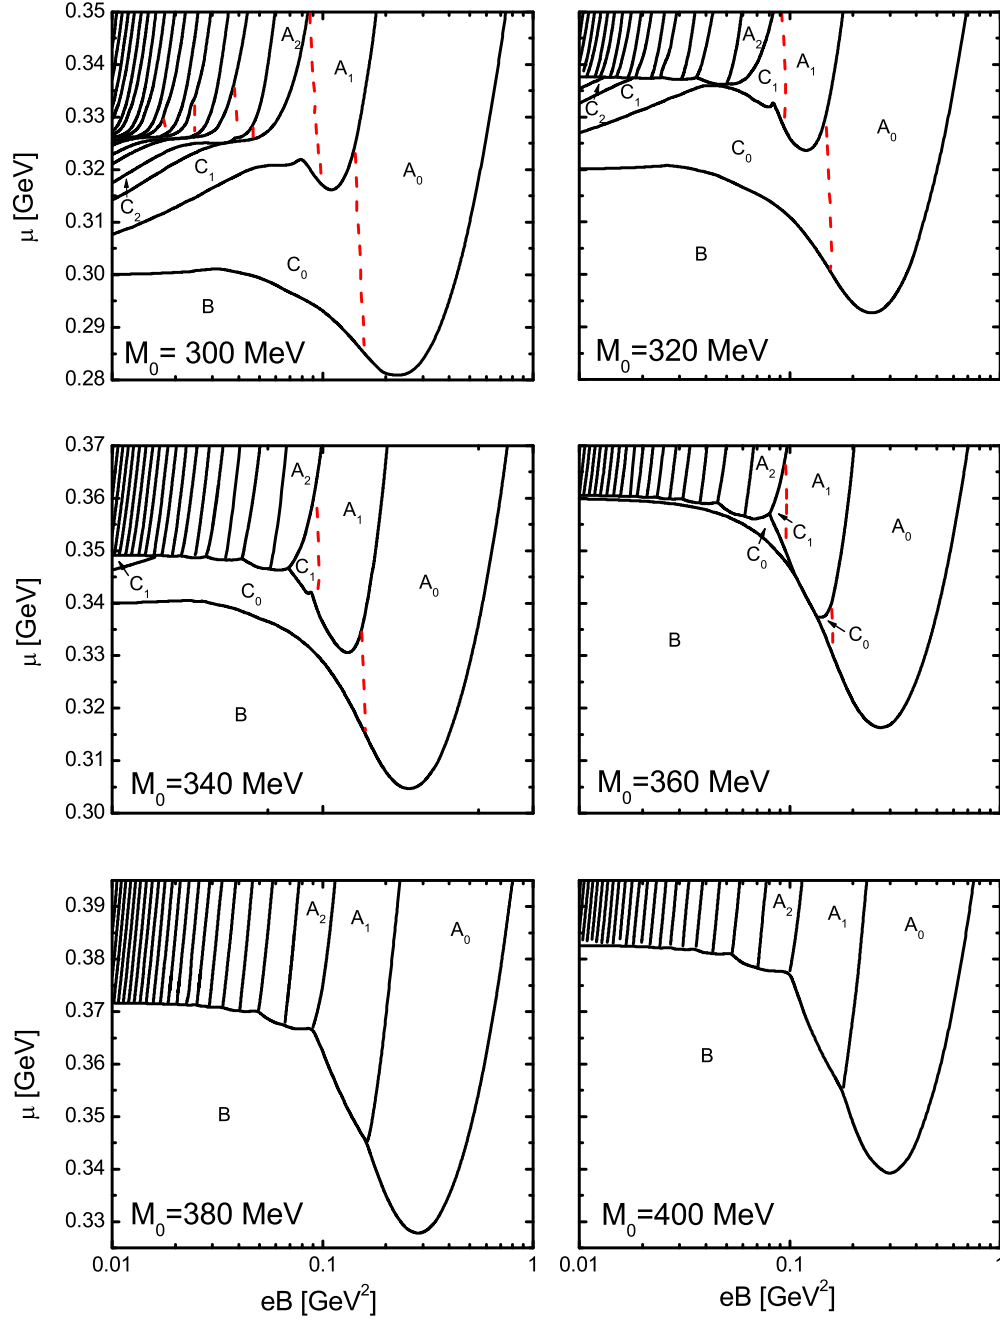 0.35
0.34
0.33
0.32
0.31
0.30
0.29
0.28
μ [GeV]
A2
A1
A0
C1
C2
C0
B
M0= 300 MeV
A2
A1
C1
C1
C2
A0
C0
B
M0=320 MeV
0.37
0.36
0.35
0.34
0.33
0.32
0.31
0.30
μ [GeV]
A2
A1
C1
C1
C0
A0
B
M0=340 MeV
A2
A1
A0
C1
C0
C0
B
M0=360 MeV
0.39
0.38
0.37
0.36
0.35
0.34
0.33
μ [GeV]
A2
A1
A0
B
M0=380 MeV
0.01
0.1
1
eB [GeV2]
A2
A1
A0
B
M0=400 MeV
0.01
0.1
1
eB [GeV2]